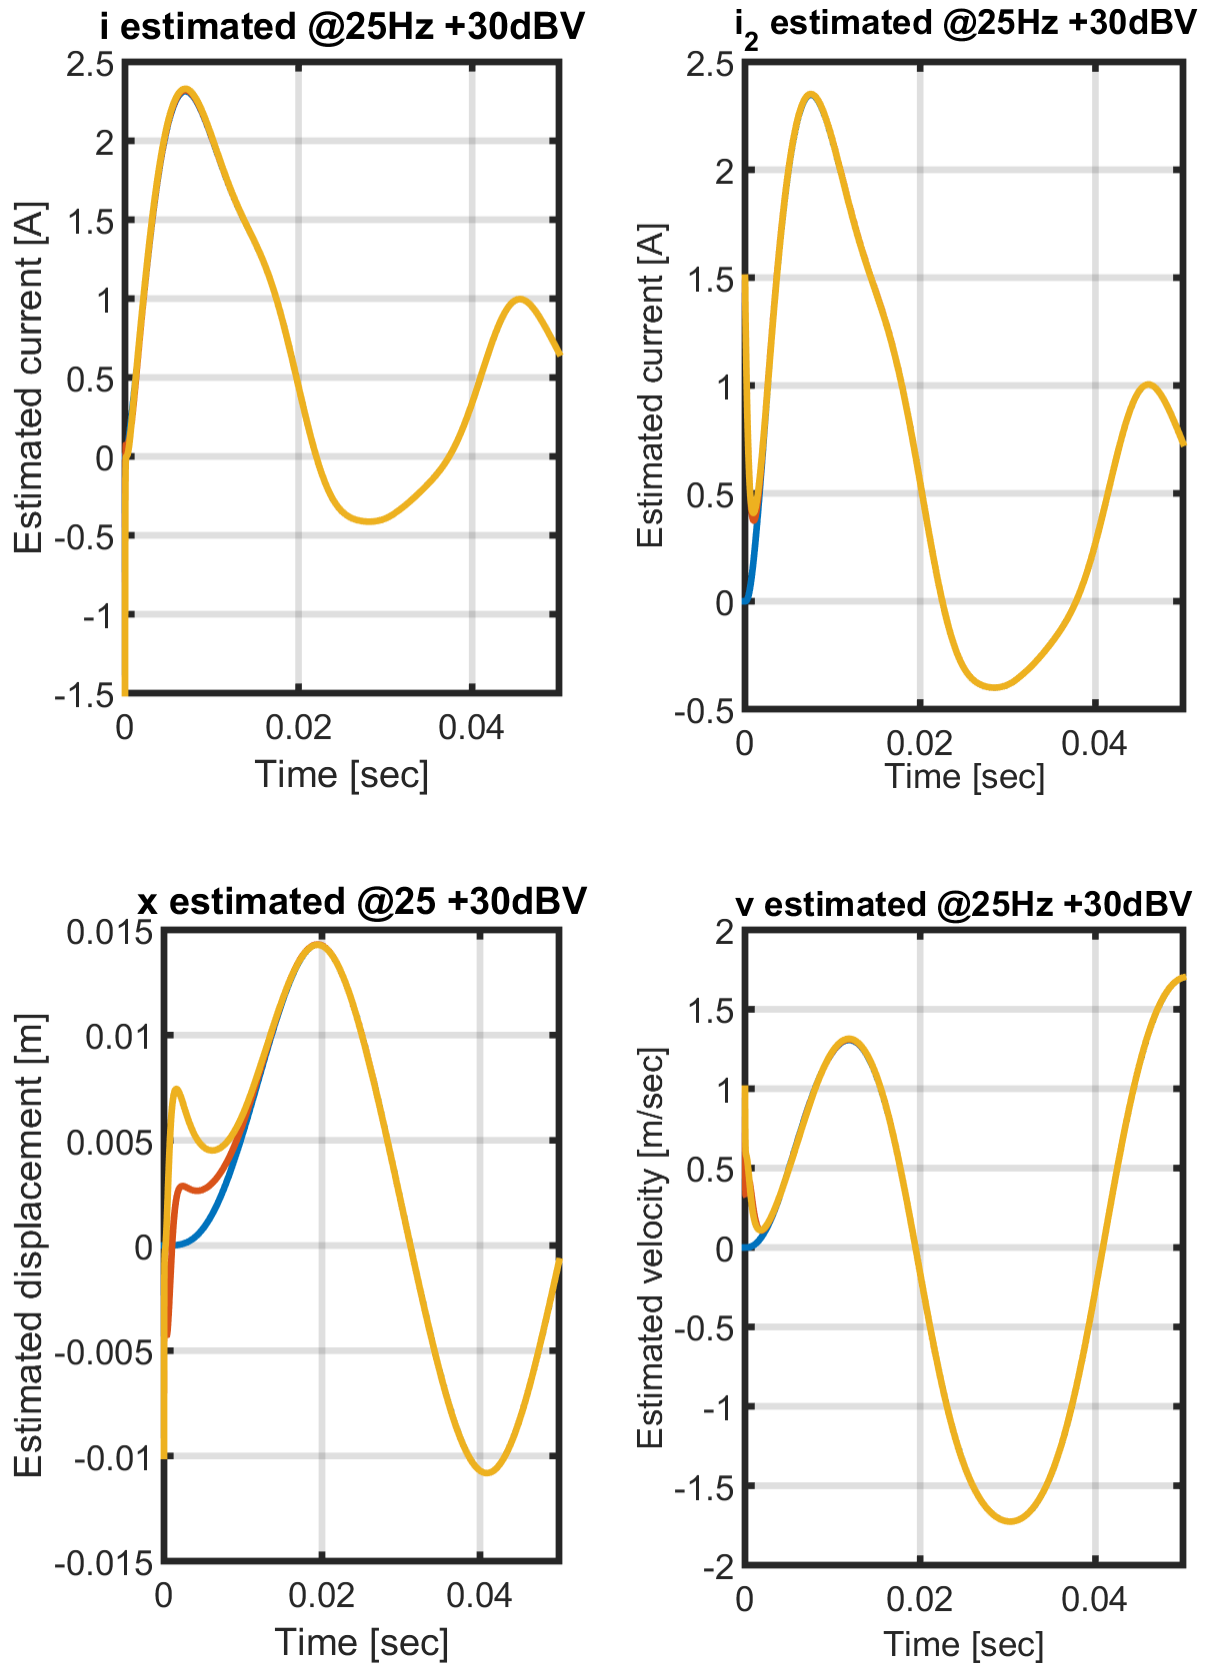 i estimated @25Hz +30dBV
2.5
2
1.5
1
0.5
0
-0.5
-1
-1.5
0 0.02 0.04
Time [sec]
Estimated current [A]
i2 estimated @25Hz +30dBV
2.5
2
1.5
1
0.5
0
-0.5
0 0.02 0.04
Time [sec]
Estimated current [A]
x estimated @25 +30dBV
0.015
0.01
0.005
0
-0.005
-0.01
-0.015
0 0.02 0.04
Time [sec]
Estimated displacement [m]
v estimated @25Hz +30dBV
2
1.5
1
0.5
0
-0.5
-1
-1.5
-2
0 0.02 0.04
Time [sec]
Estimated velocity [m/sec]